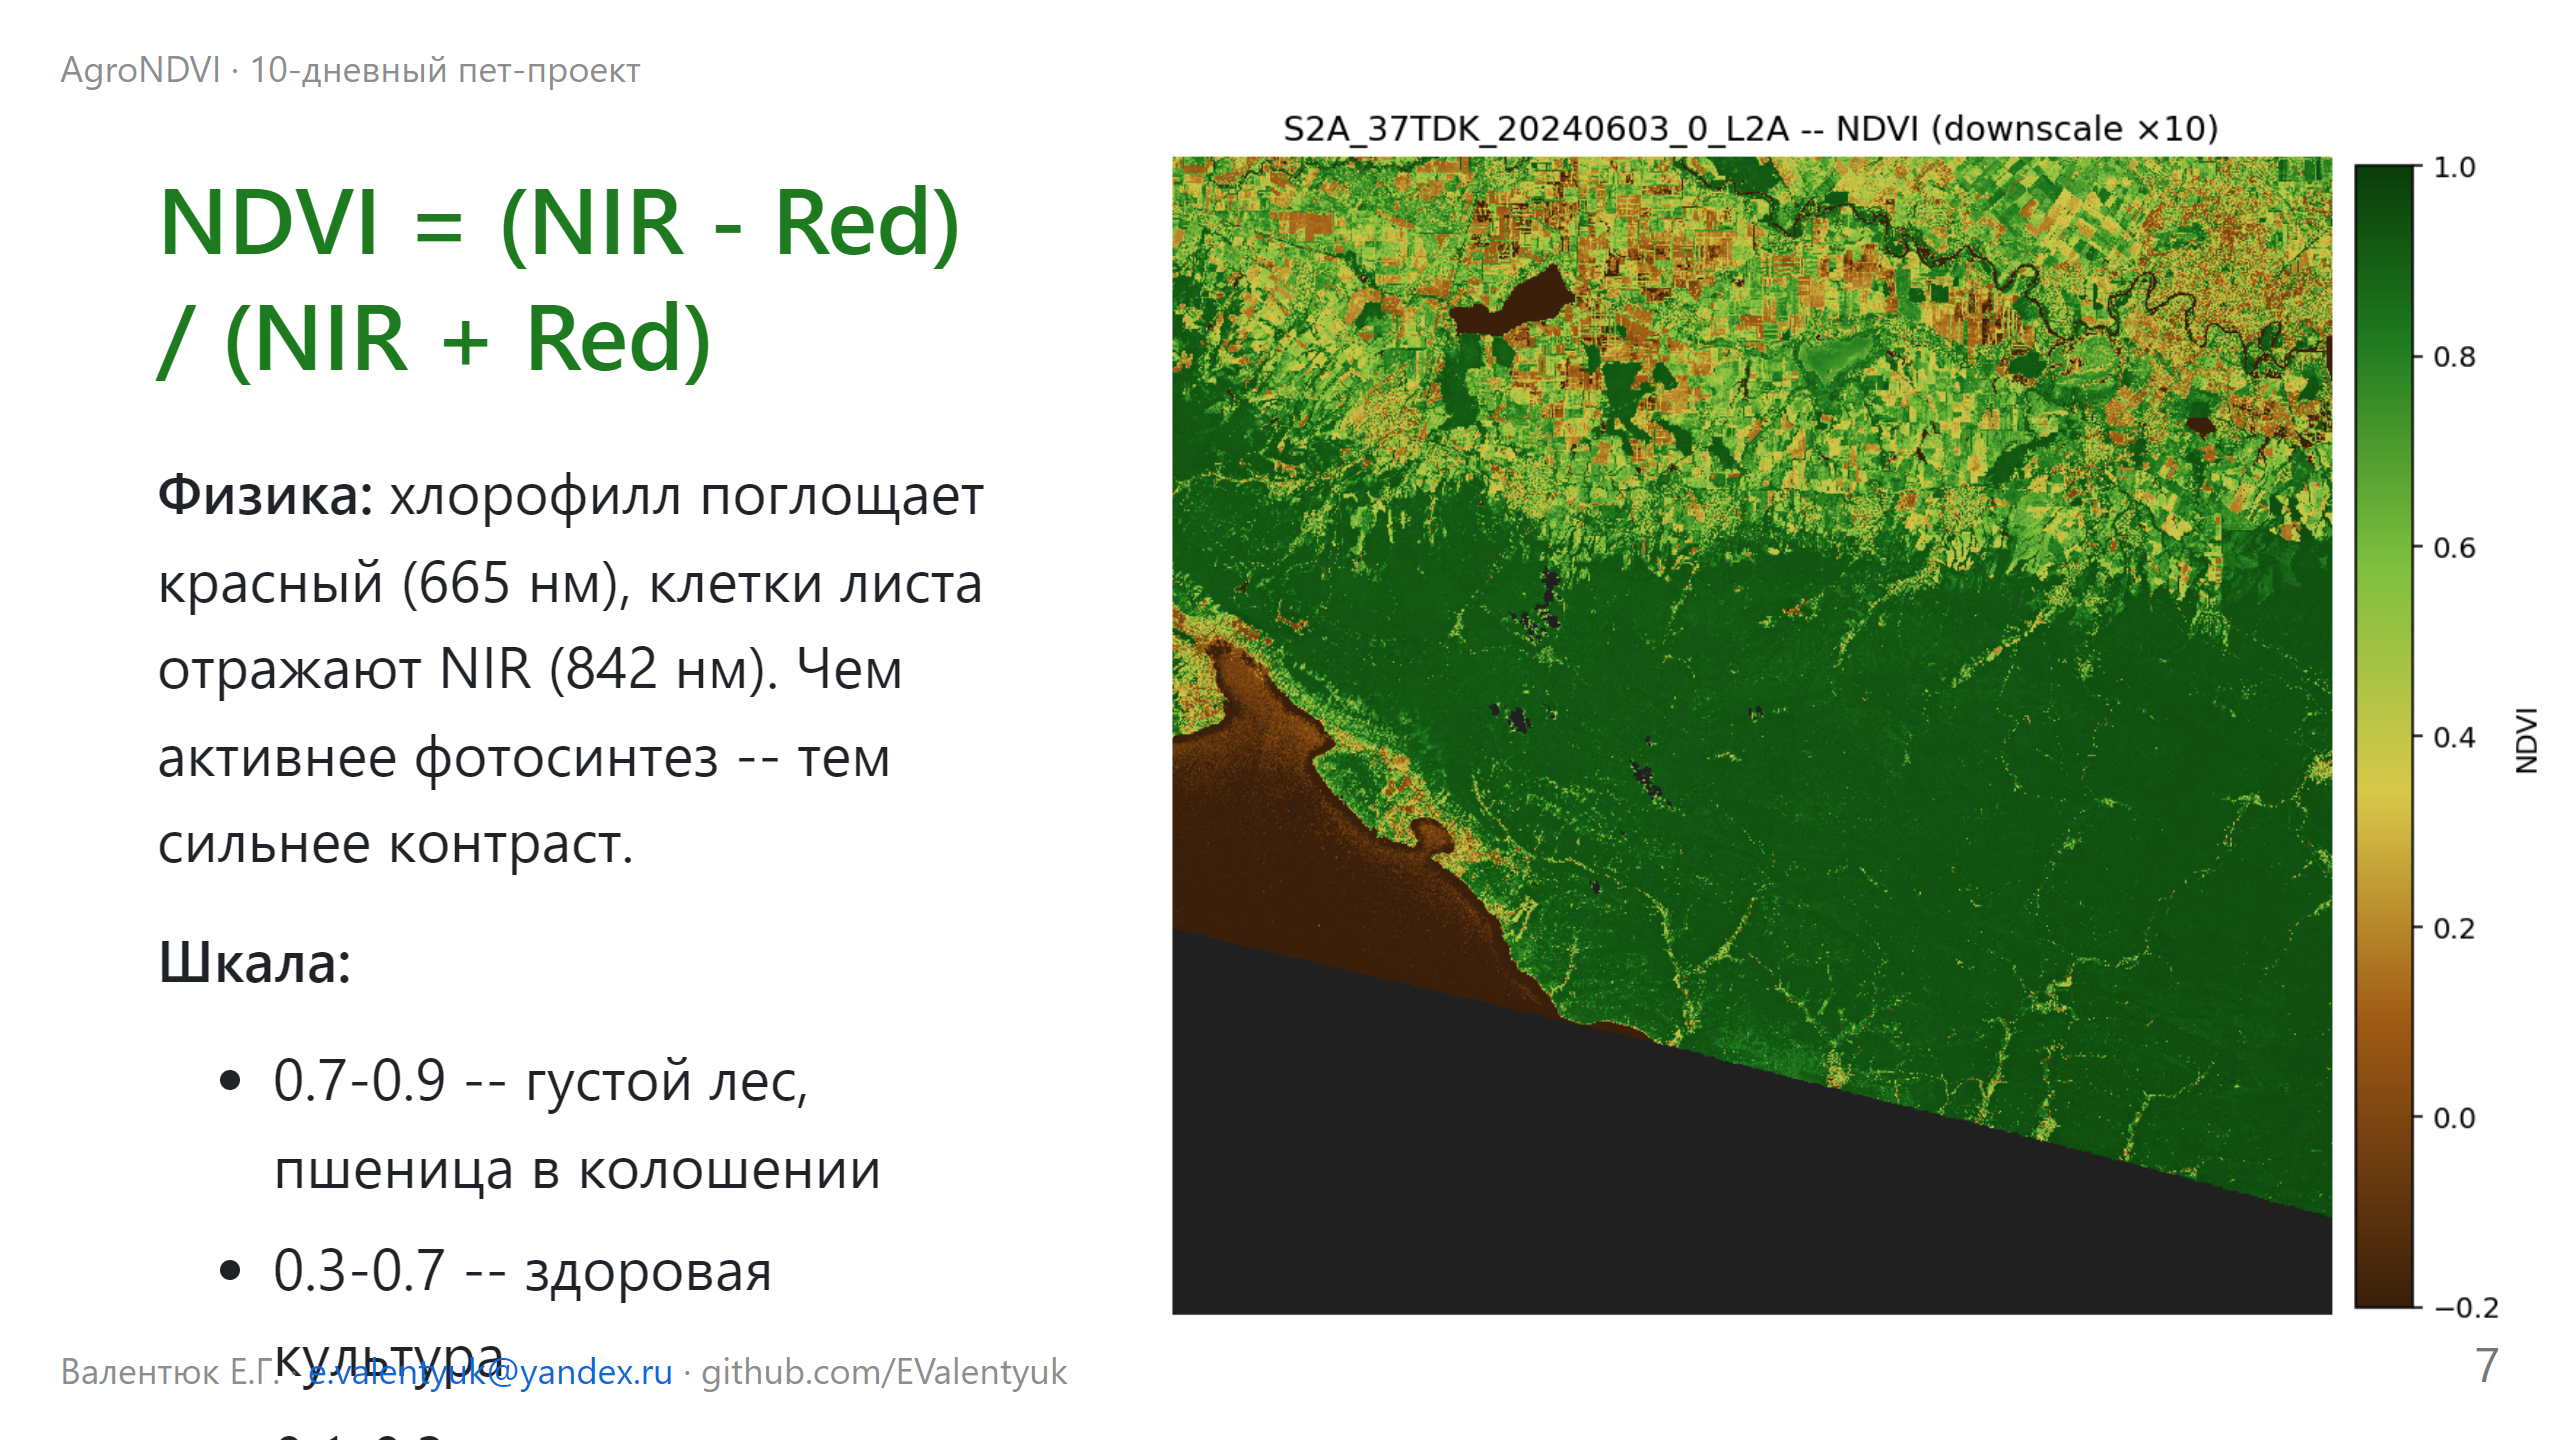 AgroNDVI · 10-дневный пет-проект
NDVI = (NIR - Red)
/ (NIR + Red)
Физика: хлорофилл поглощает
красный (665 нм), клетки листа
отражают NIR (842 нм). Чем
активнее фотосинтез -- тем
сильнее контраст.
Шкала:
• 0.7-0.9 -- густой лес,
пшеница в колошении
• 0.3-0.7 -- здоровая
культура
S2A_37TDK_20240603_0_L2A -- NDVI (downscale ×10)
1.0
0.8
0.6
0.4
0.2
0.0
−0.2
NDVI
Валентюк Е.Г. · e.valentyuk@yandex.ru · github.com/EValentyuk
7